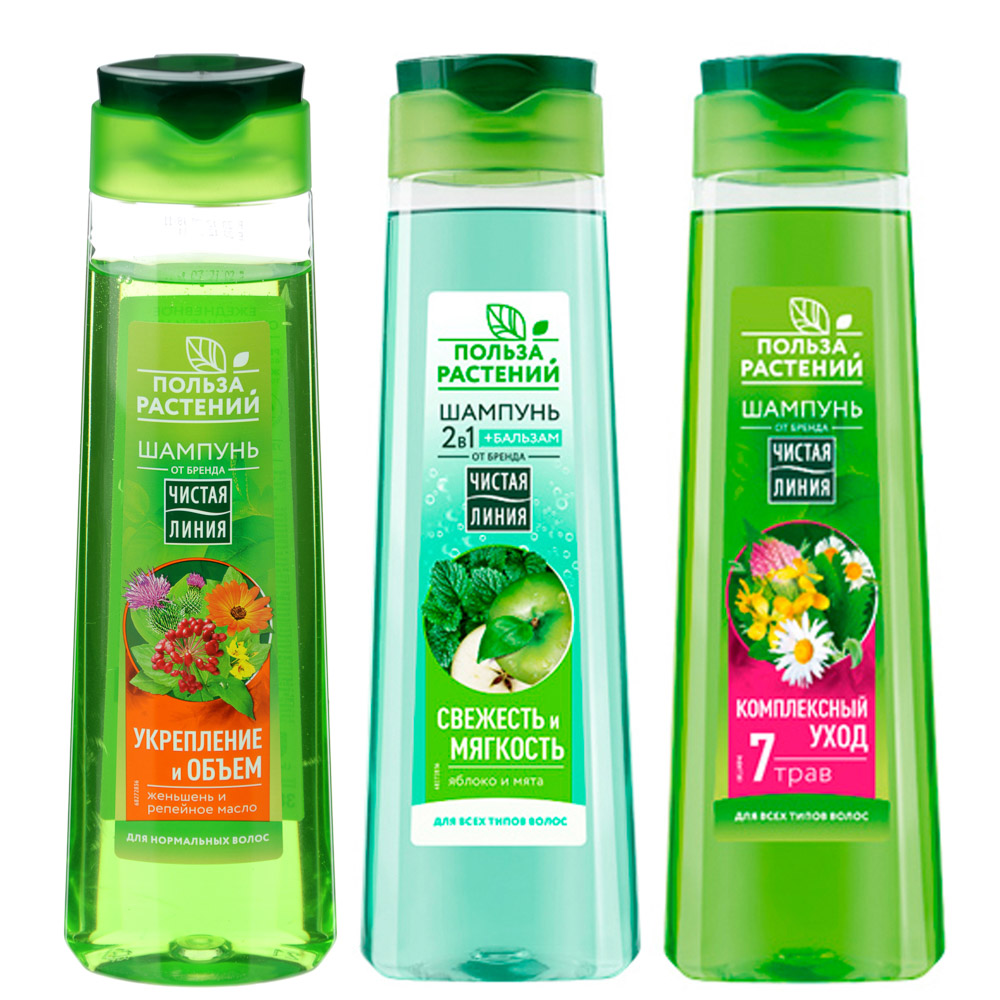 ПОЛЬЗА
РАСТЕНИЙ
ШАМПУНЬ
ОТ БРЕНДА
ЧИСТАЯ
ЛИНИЯ
УКРЕПЛЕНИЕ
и ОБЪЕМ
женьшень и
репейное масло
ДЛЯ НОРМАЛЬНЫХ ВОЛОС
ПОЛЬЗА
РАСТЕНИЙ
ШАМПУНЬ
2в1 +БАЛЬЗАМ
ОТ БРЕНДА
ЧИСТАЯ
ЛИНИЯ
СВЕЖЕСТЬ и
МЯГКОСТЬ
яблоко и мята
ДЛЯ ВСЕХ ТИПОВ ВОЛОС
ПОЛЬЗА
РАСТЕНИЙ
ШАМПУНЬ
ОТ БРЕНДА
ЧИСТАЯ
ЛИНИЯ
КОМПЛЕКСНЫЙ
УХОД
7 трав
ДЛЯ ВСЕХ ТИПОВ ВОЛОС